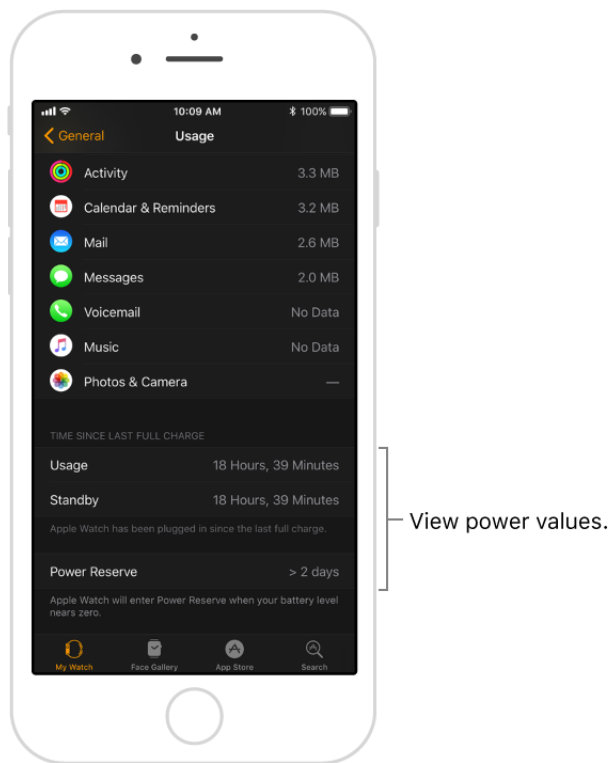 10:09 AM
100%
General
Usage
Activity
3.3 MB
Calendar & Reminders
3.2 MB
Mail
2.6 MB
Messages
2.0 MB
Voicemail
No Data
Music
No Data
Photos & Camera
—
TIME SINCE LAST FULL CHARGE
Usage
18 Hours, 39 Minutes
Standby
18 Hours, 39 Minutes
Apple Watch has been plugged in since the last full charge.
Power Reserve
> 2 days
Apple Watch will enter Power Reserve when your battery level
nears zero.
My Watch
Face Gallery
App Store
Search
View power values.